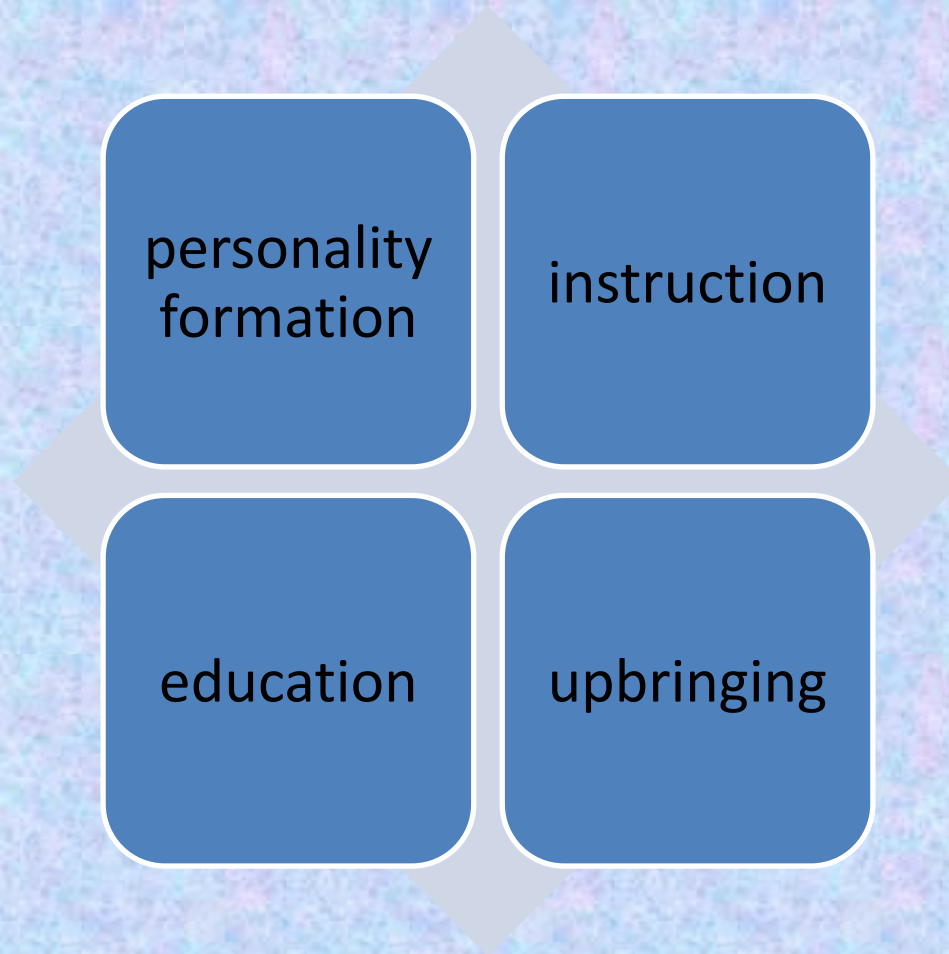 personality
formation
instruction
education
upbringing